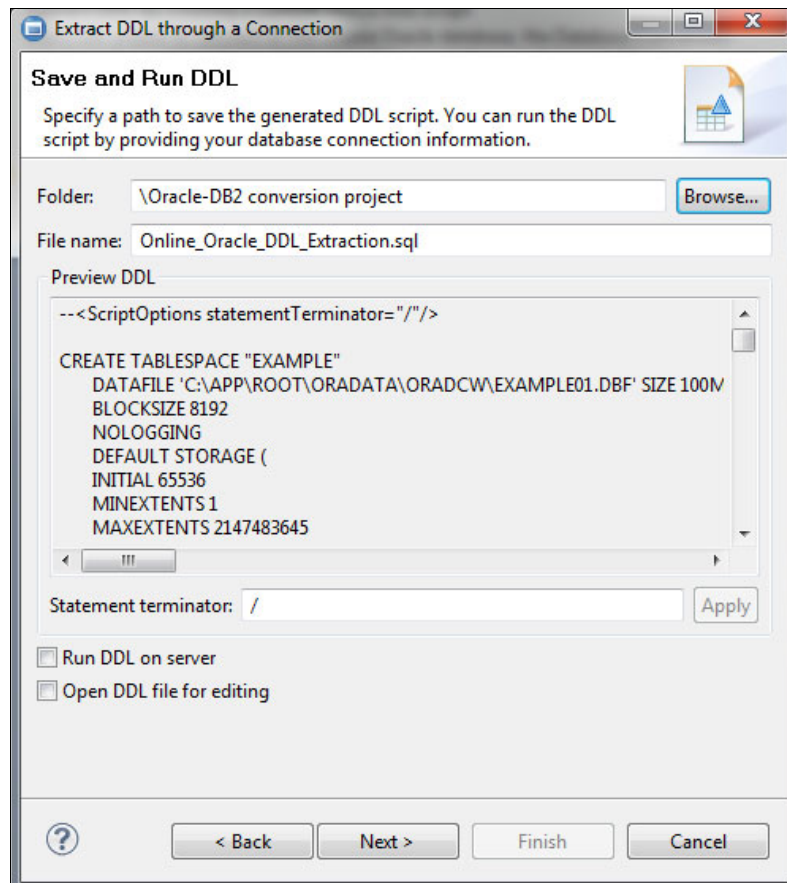 Extract DDL through a Connection
Save and Run DDL
Specify a path to save the generated DDL script. You can run the DDL
script by providing your database connection information.
Folder: \Oracle-DB2 conversion project Browse...
File name: Online_Oracle_DDL_Extraction.sql
Preview DDL
--<ScriptOptions statementTerminator="/"/>
CREATE TABLESPACE "EXAMPLE"
DATAFILE 'C:\APP\ROOT\ORADATA\ORADCW\EXAMPLE01.DBF' SIZE 100M
BLOCKSIZE 8192
NOLOGGING
DEFAULT STORAGE (
INITIAL 65536
MINEXTENTS 1
MAXEXTENTS 2147483645
Statement terminator: / Apply
Run DDL on server
Open DDL file for editing
? < Back Next > Finish Cancel